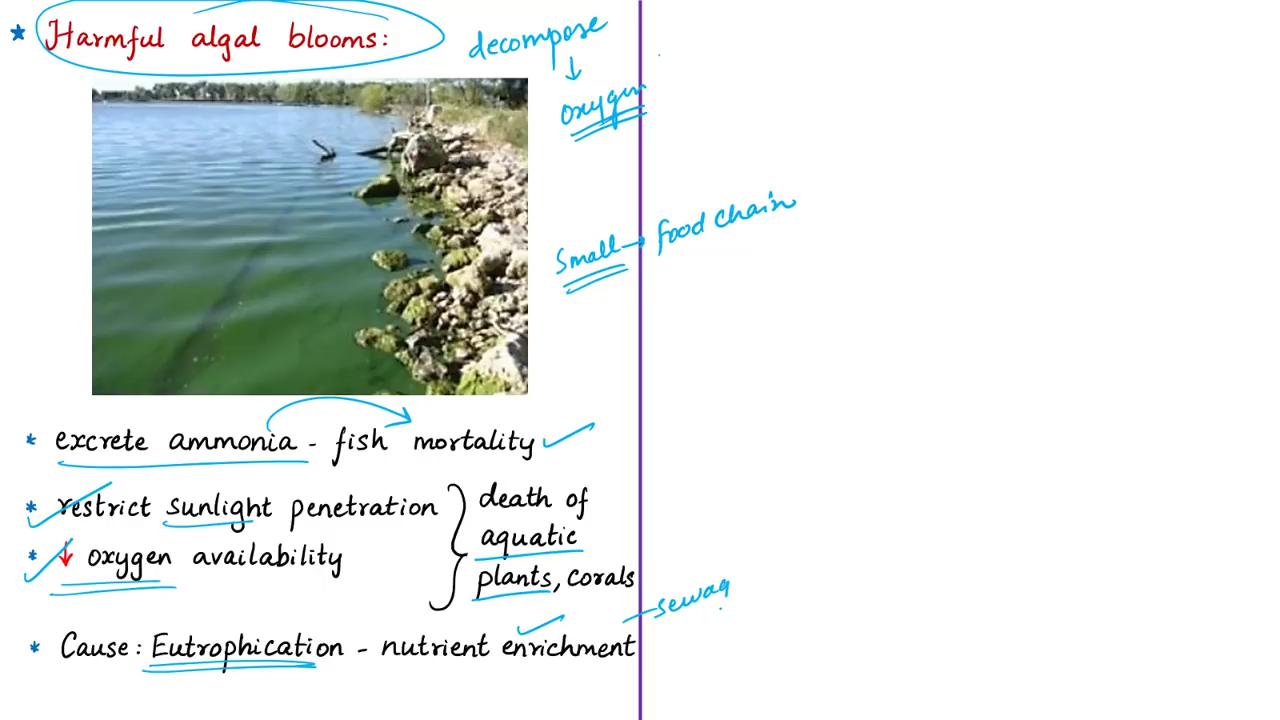 * Harmful algal blooms:
decompose
↓
oxygen
Small → food chain
* excrete ammonia - fish mortality ✓
* restrict sunlight penetration
* ↓ oxygen availability
} death of
aquatic
plants, corals
* Cause: Eutrophication - nutrient enrichment
- sewag